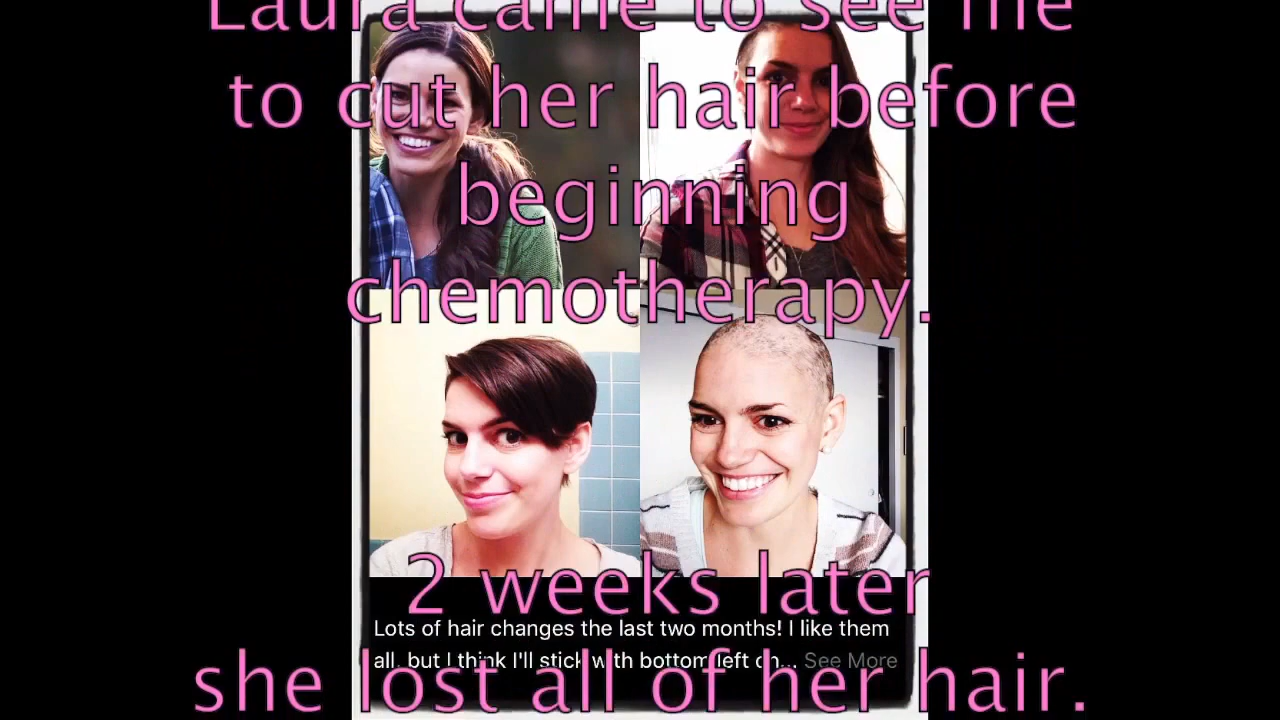 Laura came to see me
to cut her hair before
beginning
chemotherapy.
2 weeks later
Lots of hair changes the last two months! I like them
all, but I think I'll stick with bottom left on... See More
she lost all of her hair.